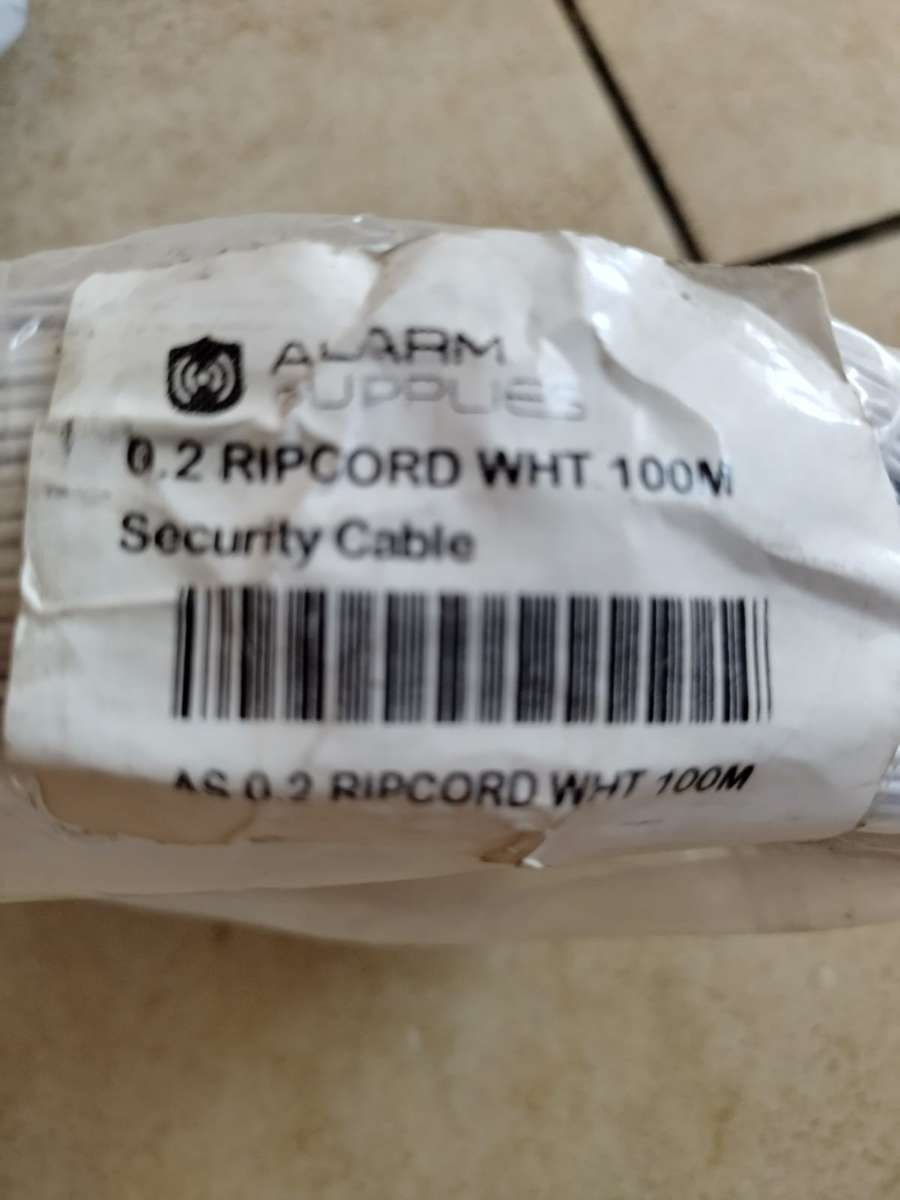 ALARM
SUPPLIES
0.2 RIPCORD WHT 100M
Security Cable
AS 0.2 RIPCORD WHT 100M